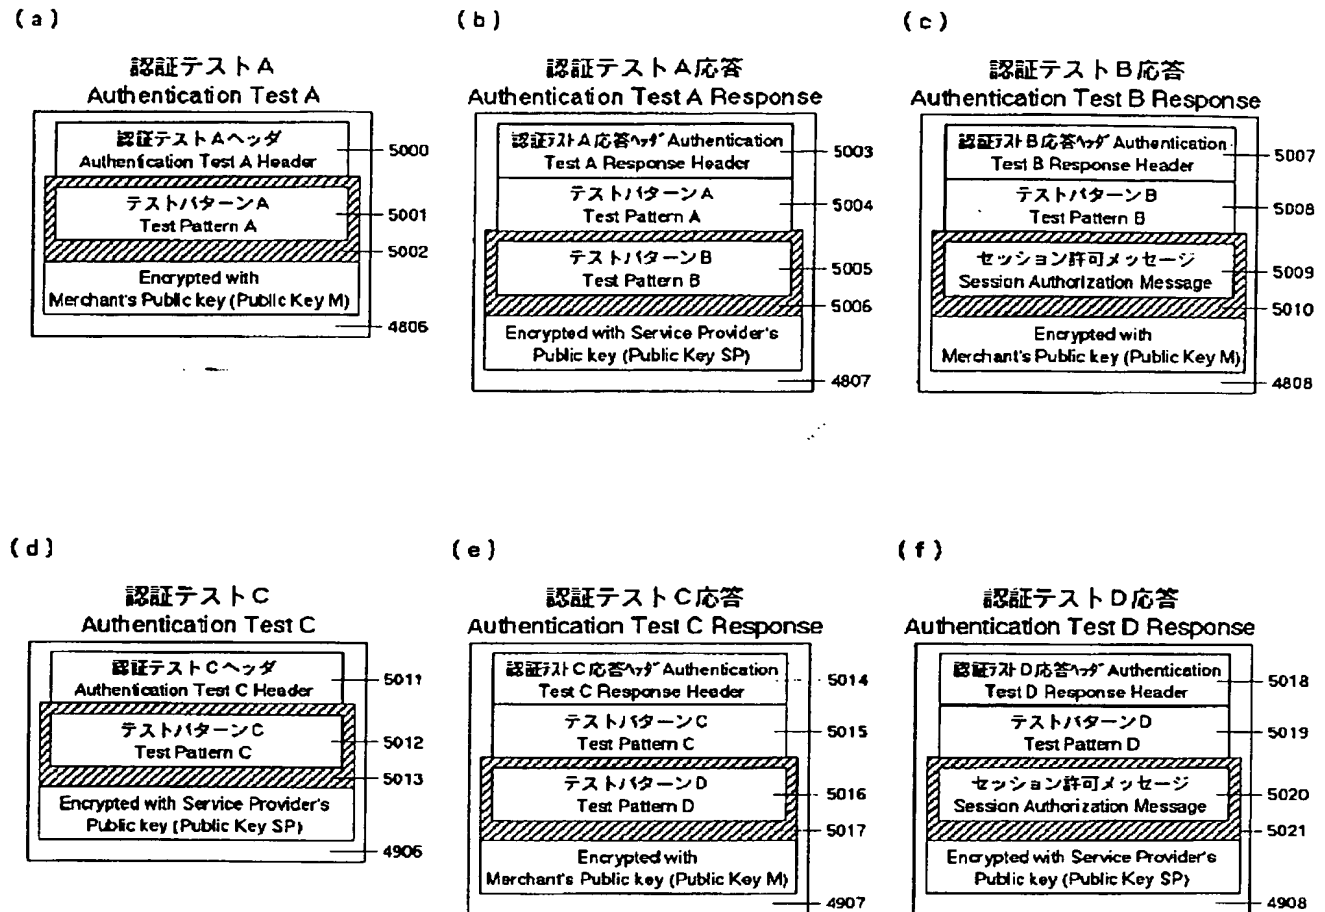 (a)
認証テストA
Authentication Test A
認証テストAヘッダ
Authentication Test A Header
5000
テストパターンA
Test Pattern A
5001
5002
Encrypted with
Merchant's Public key (Public Key M)
4806
(b)
認証テストA応答
Authentication Test A Response
認証テストA応答ヘッダ Authentication
Test A Response Header
5003
テストパターンA
Test Pattern A
5004
テストパターンB
Test Pattern B
5005
5006
Encrypted with Service Provider's
Public key (Public Key SP)
4807
(c)
認証テストB応答
Authentication Test B Response
認証テストB応答ヘッダ Authentication
Test B Response Header
5007
テストパターンB
Test Pattern B
5008
セッション許可メッセージ
Session Authorization Message
5009
5010
Encrypted with
Merchant's Public key (Public Key M)
4808
(d)
認証テストC
Authentication Test C
認証テストCヘッダ
Authentication Test C Header
5011
テストパターンC
Test Pattern C
5012
5013
Encrypted with Service Provider's
Public key (Public Key SP)
4906
(e)
認証テストC応答
Authentication Test C Response
認証テストC応答ヘッダ Authentication
Test C Response Header
5014
テストパターンC
Test Pattern C
5015
テストパターンD
Test Pattern D
5016
5017
Encrypted with
Merchant's Public key (Public Key M)
4907
(f)
認証テストD応答
Authentication Test D Response
認証テストD応答ヘッダ Authentication
Test D Response Header
5018
テストパターンD
Test Pattern D
5019
セッション許可メッセージ
Session Authorization Message
5020
5021
Encrypted with Service Provider's
Public key (Public Key SP)
4908